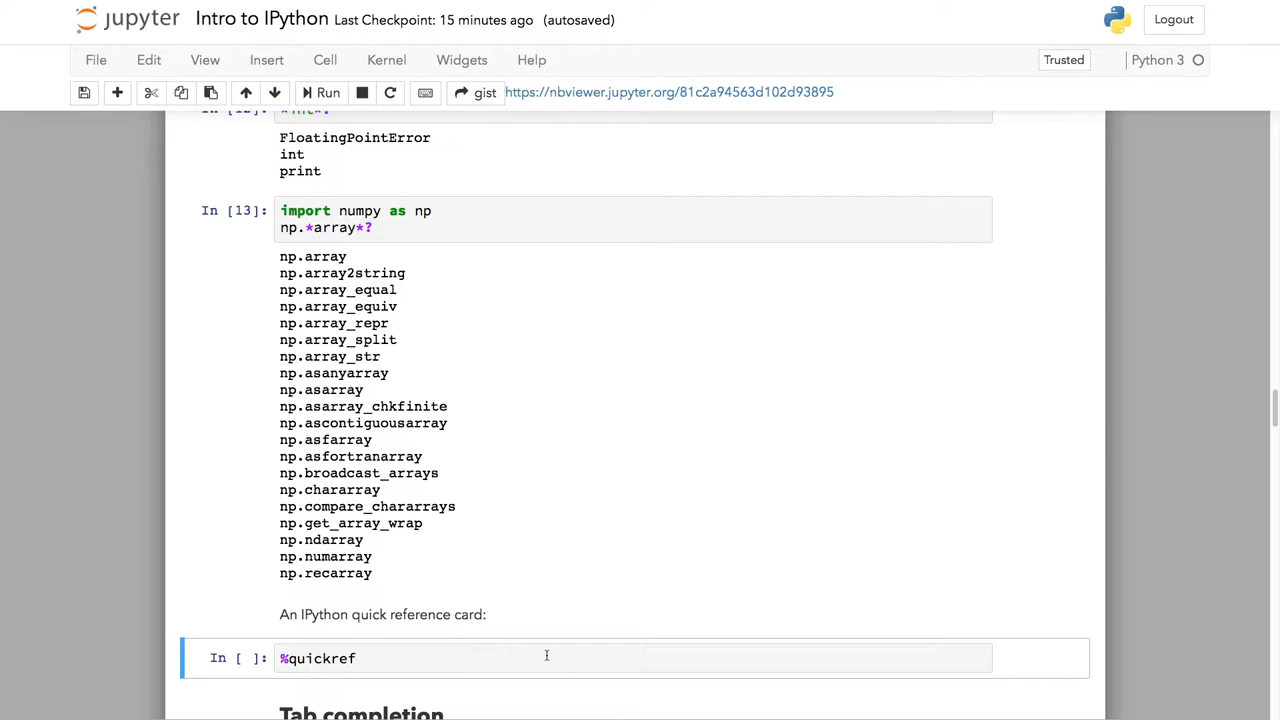 jupyter Intro to IPython Last Checkpoint: 15 minutes ago (autosaved) Logout
File Edit View Insert Cell Kernel Widgets Help Trusted Python 3
Run gist https://nbviewer.jupyter.org/81c2a94563d102d93895
In [12]: *int*?
FloatingPointError
int
print
In [13]: import numpy as np
np.*array*?
np.array
np.array2string
np.array_equal
np.array_equiv
np.array_repr
np.array_split
np.array_str
np.asanyarray
np.asarray
np.asarray_chkfinite
np.ascontiguousarray
np.asfarray
np.asfortranarray
np.broadcast_arrays
np.chararray
np.compare_chararrays
np.get_array_wrap
np.ndarray
np.numarray
np.recarray
An IPython quick reference card:
In [ ]: %quickref
Tab completion